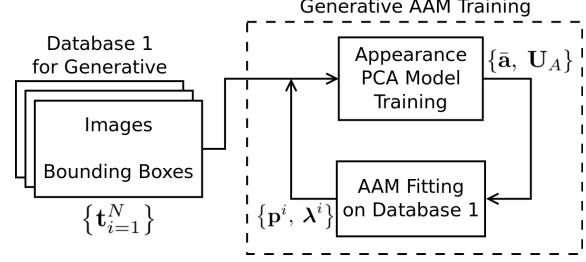 Generative AAM Training
Database 1
for Generative
Images
Bounding Boxes
{t_{i=1}^N}
Appearance
PCA Model
Training
{ā, U_A}
AAM Fitting
on Database 1
{p^i, λ^i}